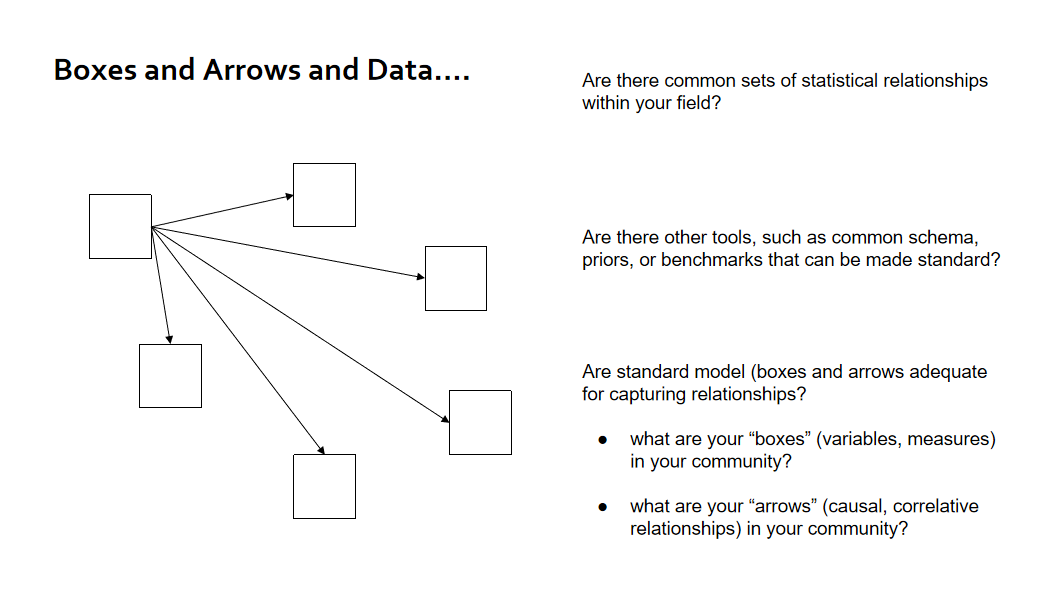 Boxes and Arrows and Data....
Are there common sets of statistical relationships
within your field?
Are there other tools, such as common schema,
priors, or benchmarks that can be made standard?
Are standard model (boxes and arrows adequate
for capturing relationships?
● what are your “boxes” (variables, measures)
in your community?
● what are your “arrows” (causal, correlative
relationships) in your community?